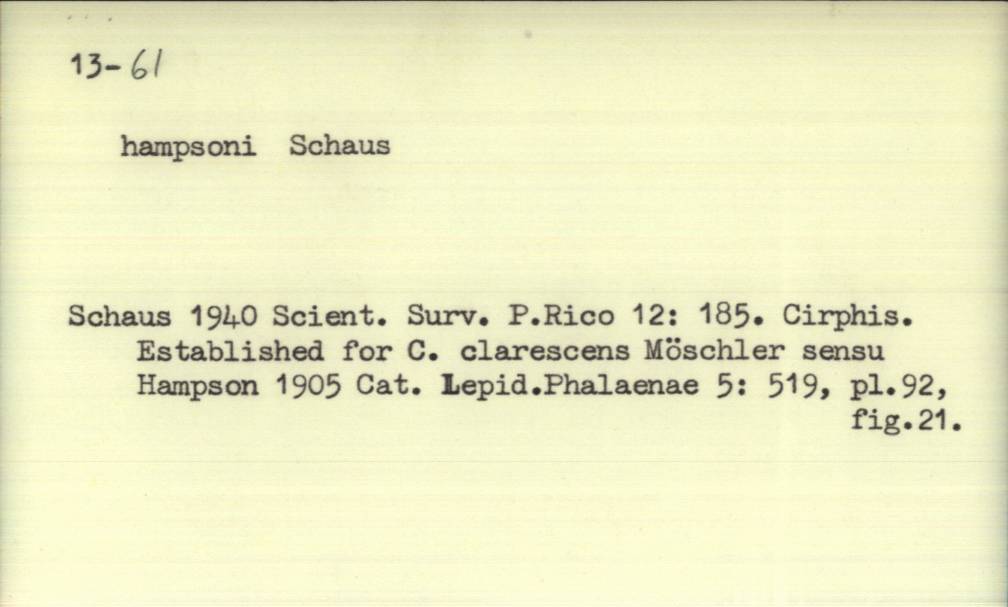 13-61
hampsoni Schaus
Schaus 1940 Scient. Surv. P.Rico 12: 185. Cirphis.
Established for C. clarescens Möschler sensu
Hampson 1905 Cat. Lepid.Phalaenae 5: 519, pl.92,
fig.21.